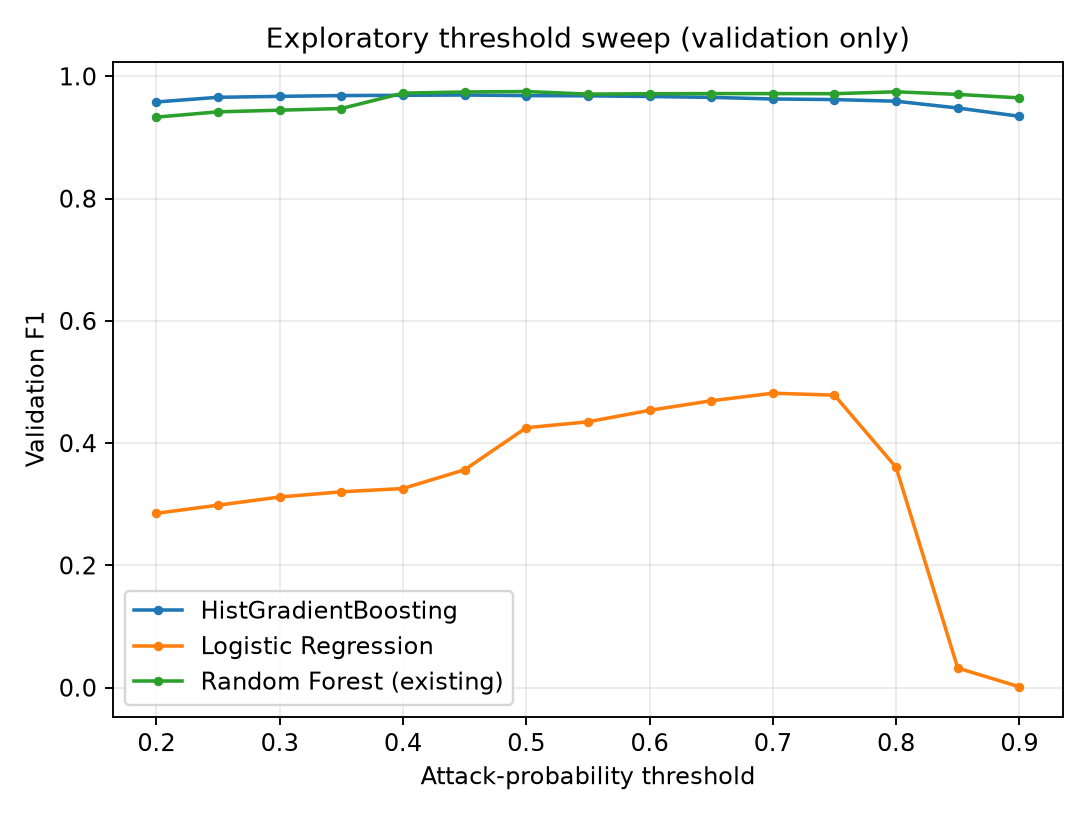 Exploratory threshold sweep (validation only)
Validation F1
1.0
0.8
0.6
0.4
0.2
0.0
HistGradientBoosting
Logistic Regression
Random Forest (existing)
0.2 0.3 0.4 0.5 0.6 0.7 0.8 0.9
Attack-probability threshold